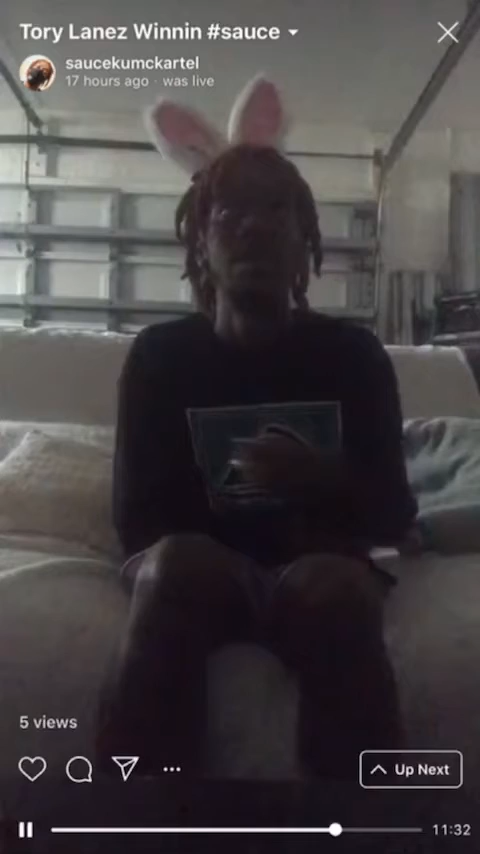 Tory Lanez Winnin #sauce
saucekumckartel
17 hours ago · was live
5 views
Up Next
11:32